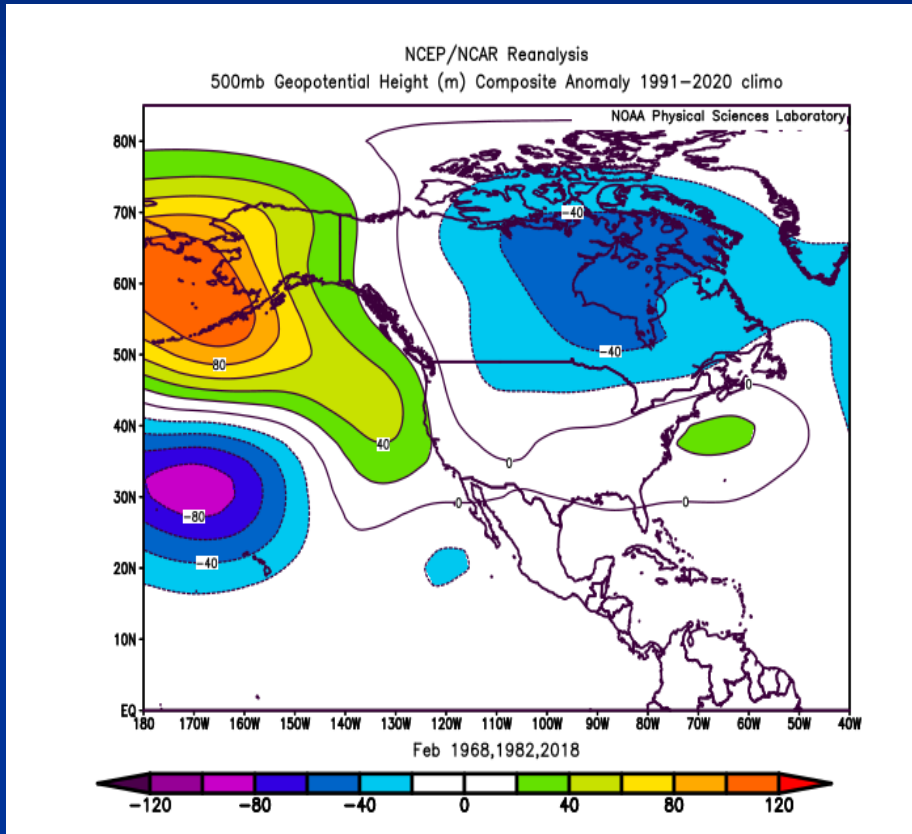 NCEP/NCAR Reanalysis
500mb Geopotential Height (m) Composite Anomaly 1991-2020 climo
NOAA Physical Sciences Laboratory
80N
70N
60N
50N
40N
30N
20N
10N
EQ
-40
-40
80
0
40
0
0
0
-80
-40
180 170W 160W 150W 140W 130W 120W 110W 100W 90W 80W 70W 60W 50W 40W
Feb 1968,1982,2018
-120 -80 -40 0 40 80 120